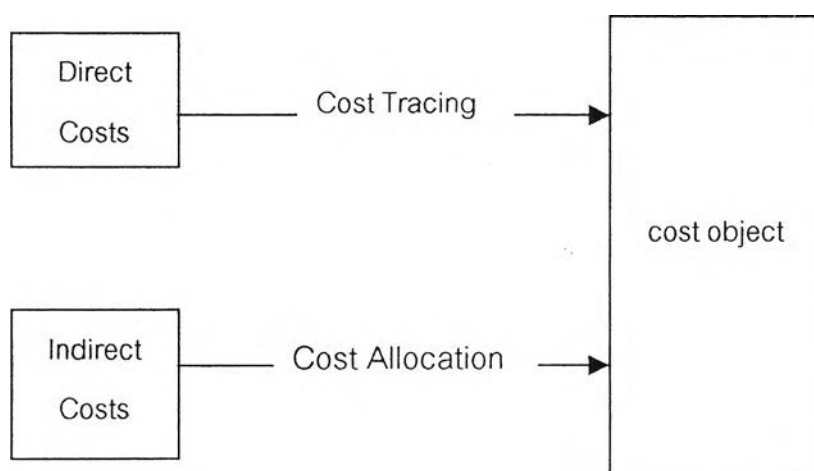 Direct
Costs
Cost Tracing
cost object
Indirect
Costs
Cost Allocation